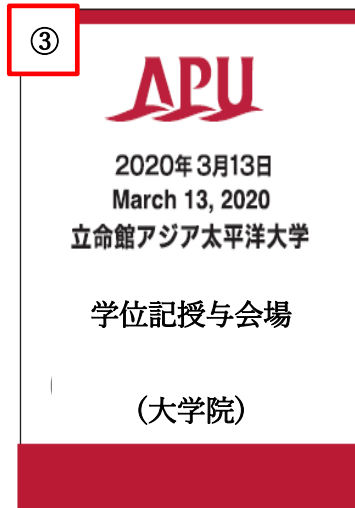 ③
APU
2020年3月13日
March 13, 2020
立命館アジア太平洋大学
学位記授与会場
（大学院）